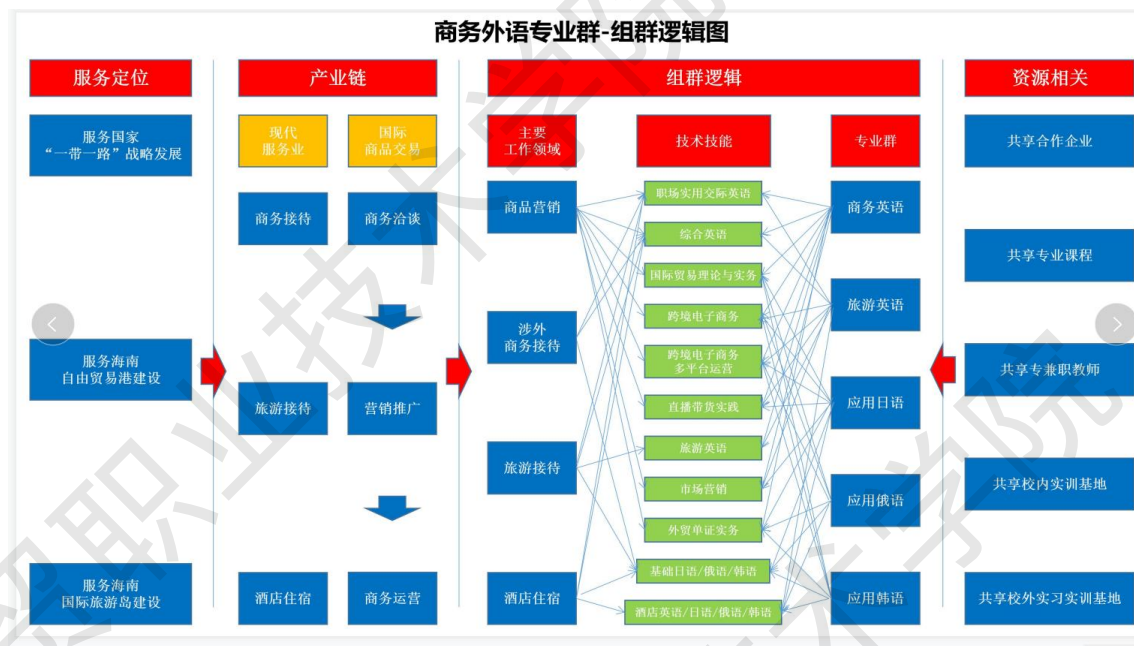 商务外语专业群-组群逻辑图
服务定位
产业链
组群逻辑
资源相关
服务国家
“一带一路”战略发展
服务海南
自由贸易港建设
服务海南
国际旅游岛建设
现代
服务业
国际
商品交易
商务接待
商务洽谈
旅游接待
营销推广
酒店住宿
商务运营
主要
工作领域
技术技能
专业群
商品营销
涉外
商务接待
旅游接待
酒店住宿
职场实用交际英语
综合英语
国际贸易理论与实务
跨境电子商务
跨境电子商务
多平台运营
直播带货实践
旅游英语
市场营销
外贸单证实务
基础日语/俄语/韩语
酒店英语/日语/俄语/韩语
商务英语
旅游英语
应用日语
应用俄语
应用韩语
共享合作企业
共享专业课程
共享专兼职教师
共享校内实训基地
共享校外实习实训基地
贸职业技术学院
术学院